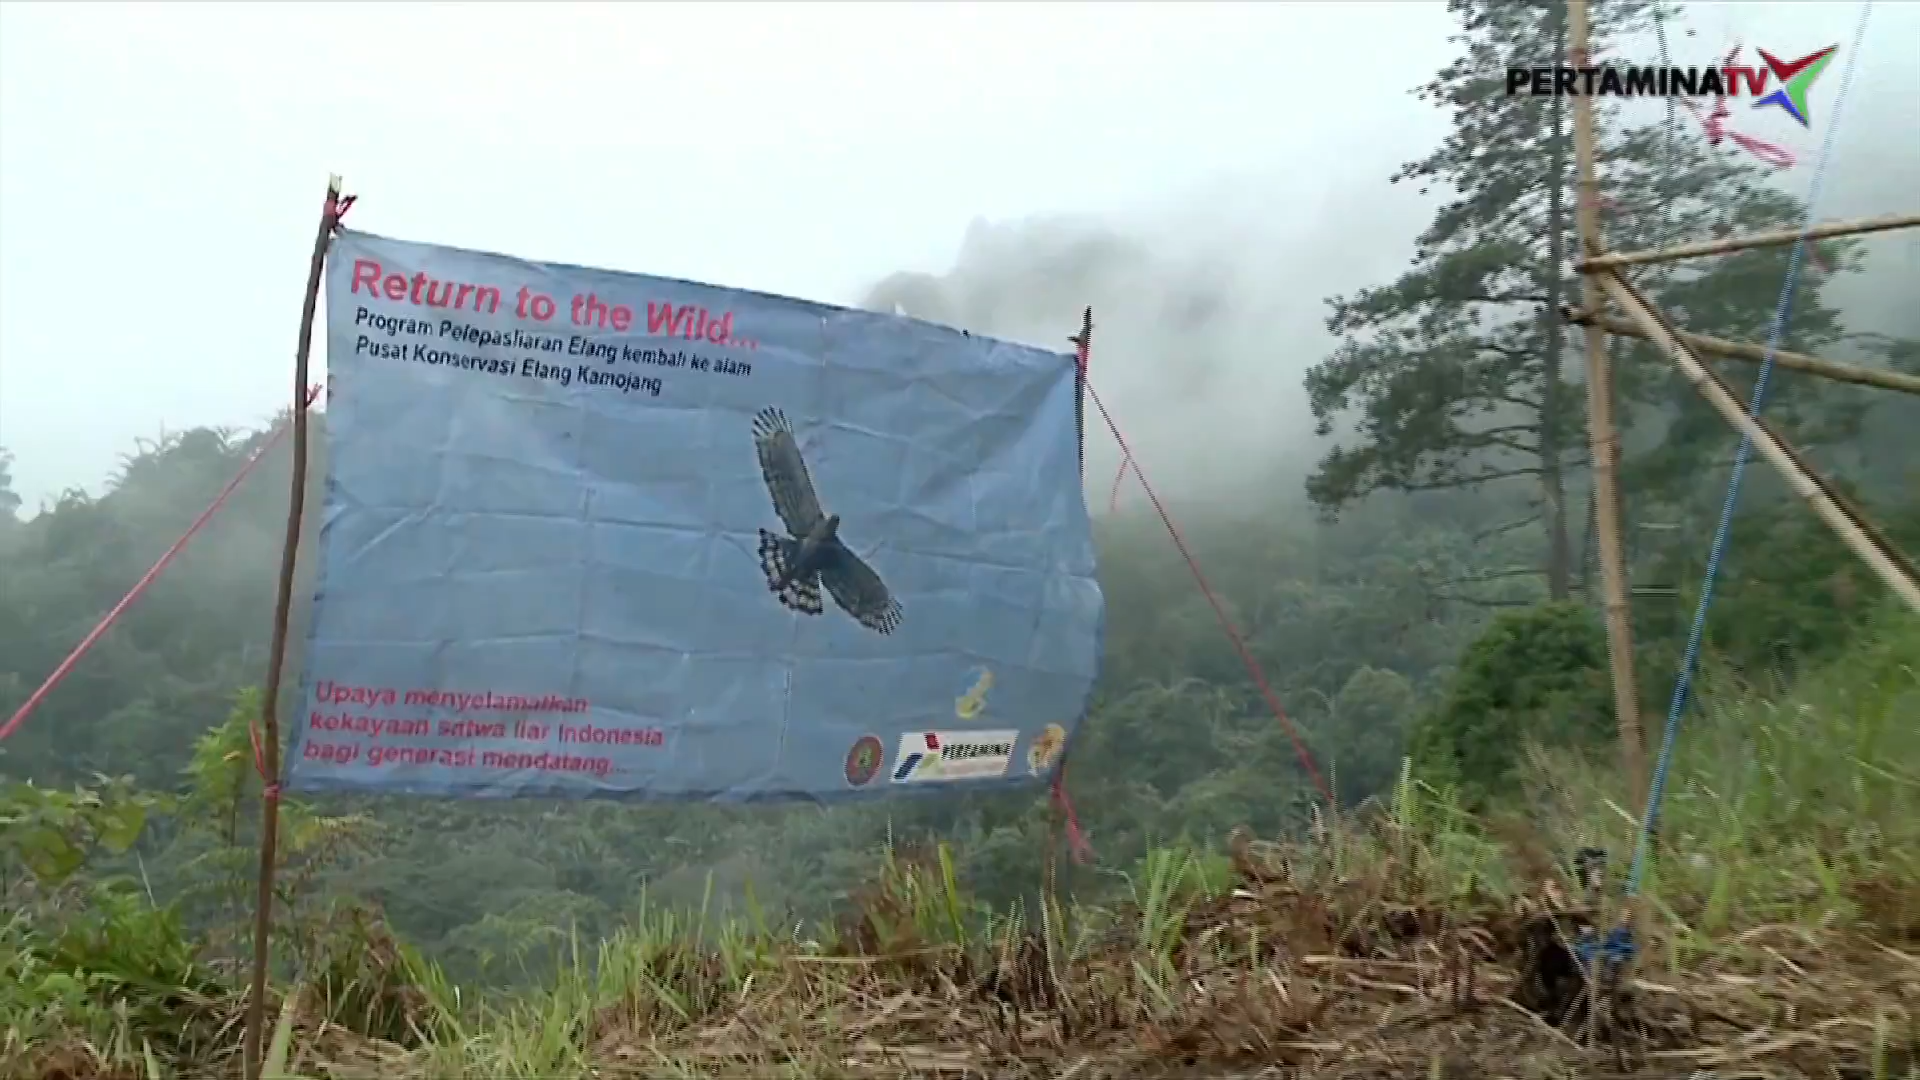 PERTAMINATV
Return to the Wild...
Program Pelepasliaran Elang kembali ke alam
Pusat Konservasi Elang Kamojang
Upaya menyelamatkan
kekayaan satwa liar Indonesia
bagi generasi mendatang......
PERTAMINA